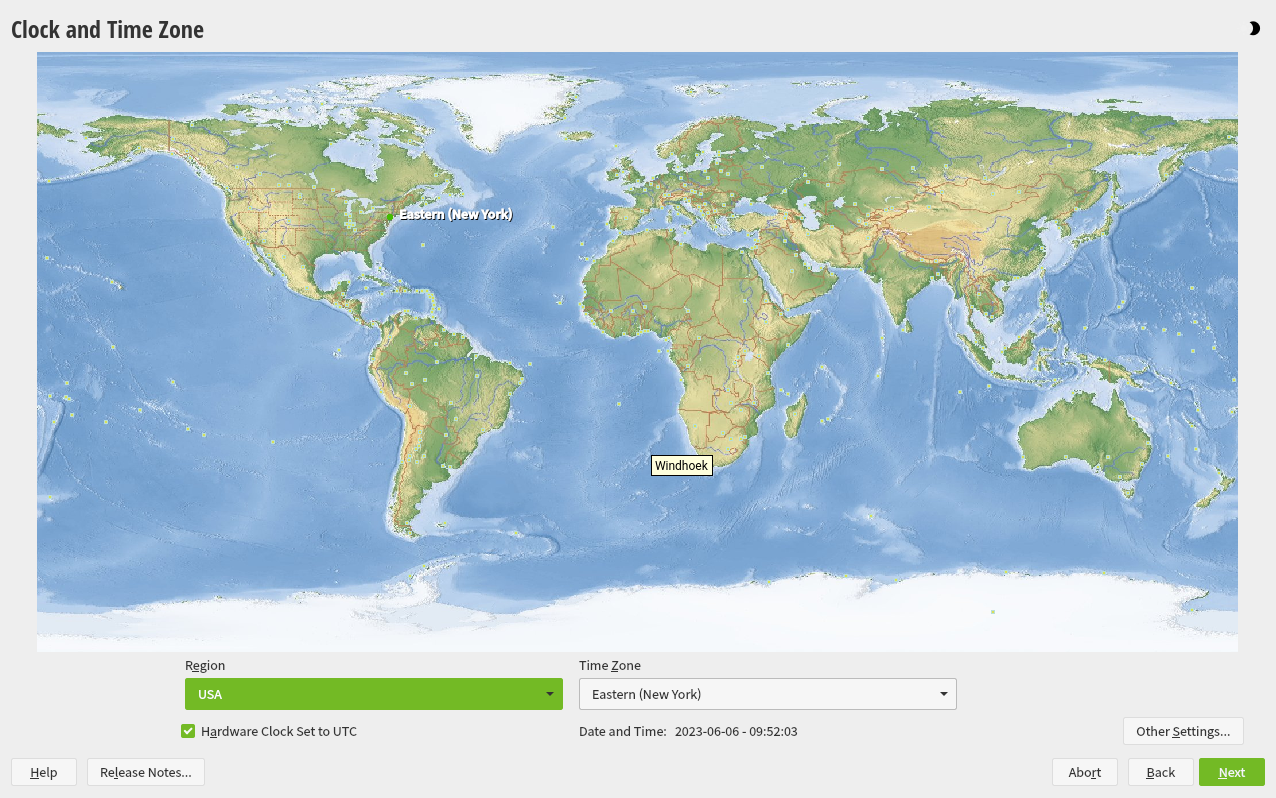 Clock and Time Zone
Eastern (New York)
Windhoek
Region
Time Zone
USA
Eastern (New York)
Hardware Clock Set to UTC
Date and Time: 2023-06-06 - 09:52:03
Other Settings...
Help
Release Notes...
Abort
Back
Next